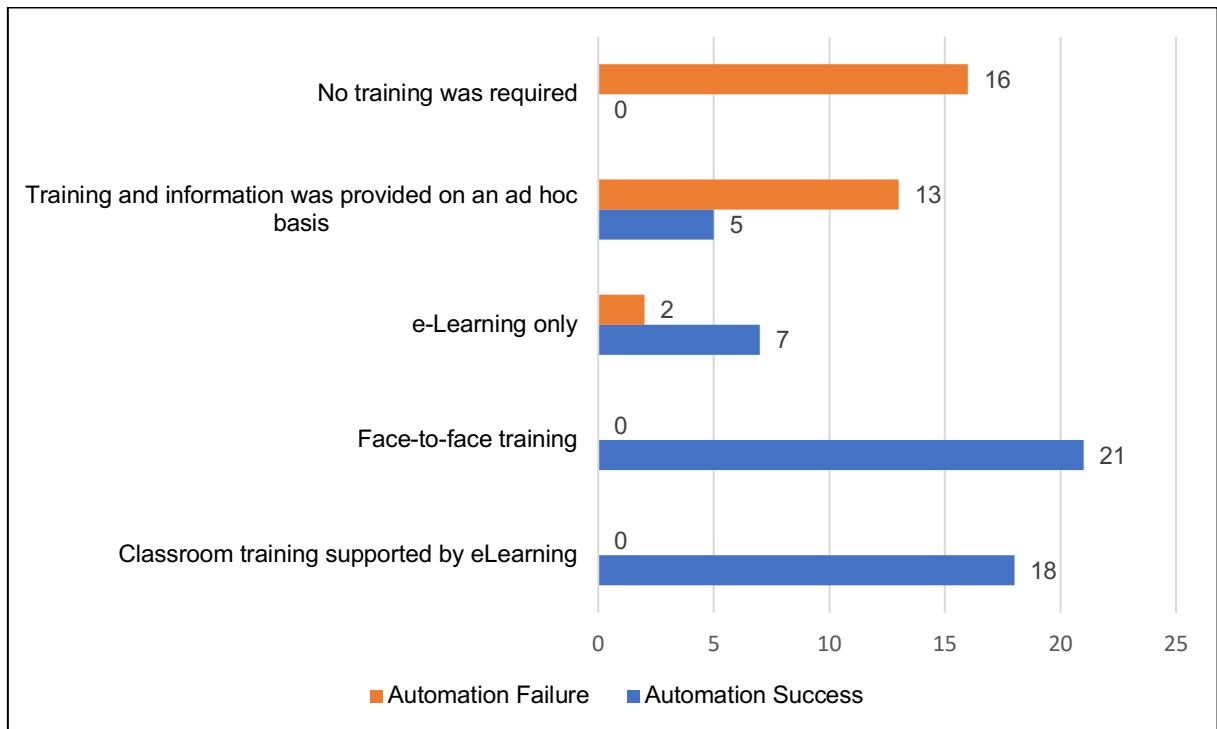 No training was required
16
0
Training and information was provided on an ad hoc
basis
13
5
e-Learning only
2
7
Face-to-face training
0
21
Classroom training supported by eLearning
0
18
0 5 10 15 20 25
Automation Failure Automation Success